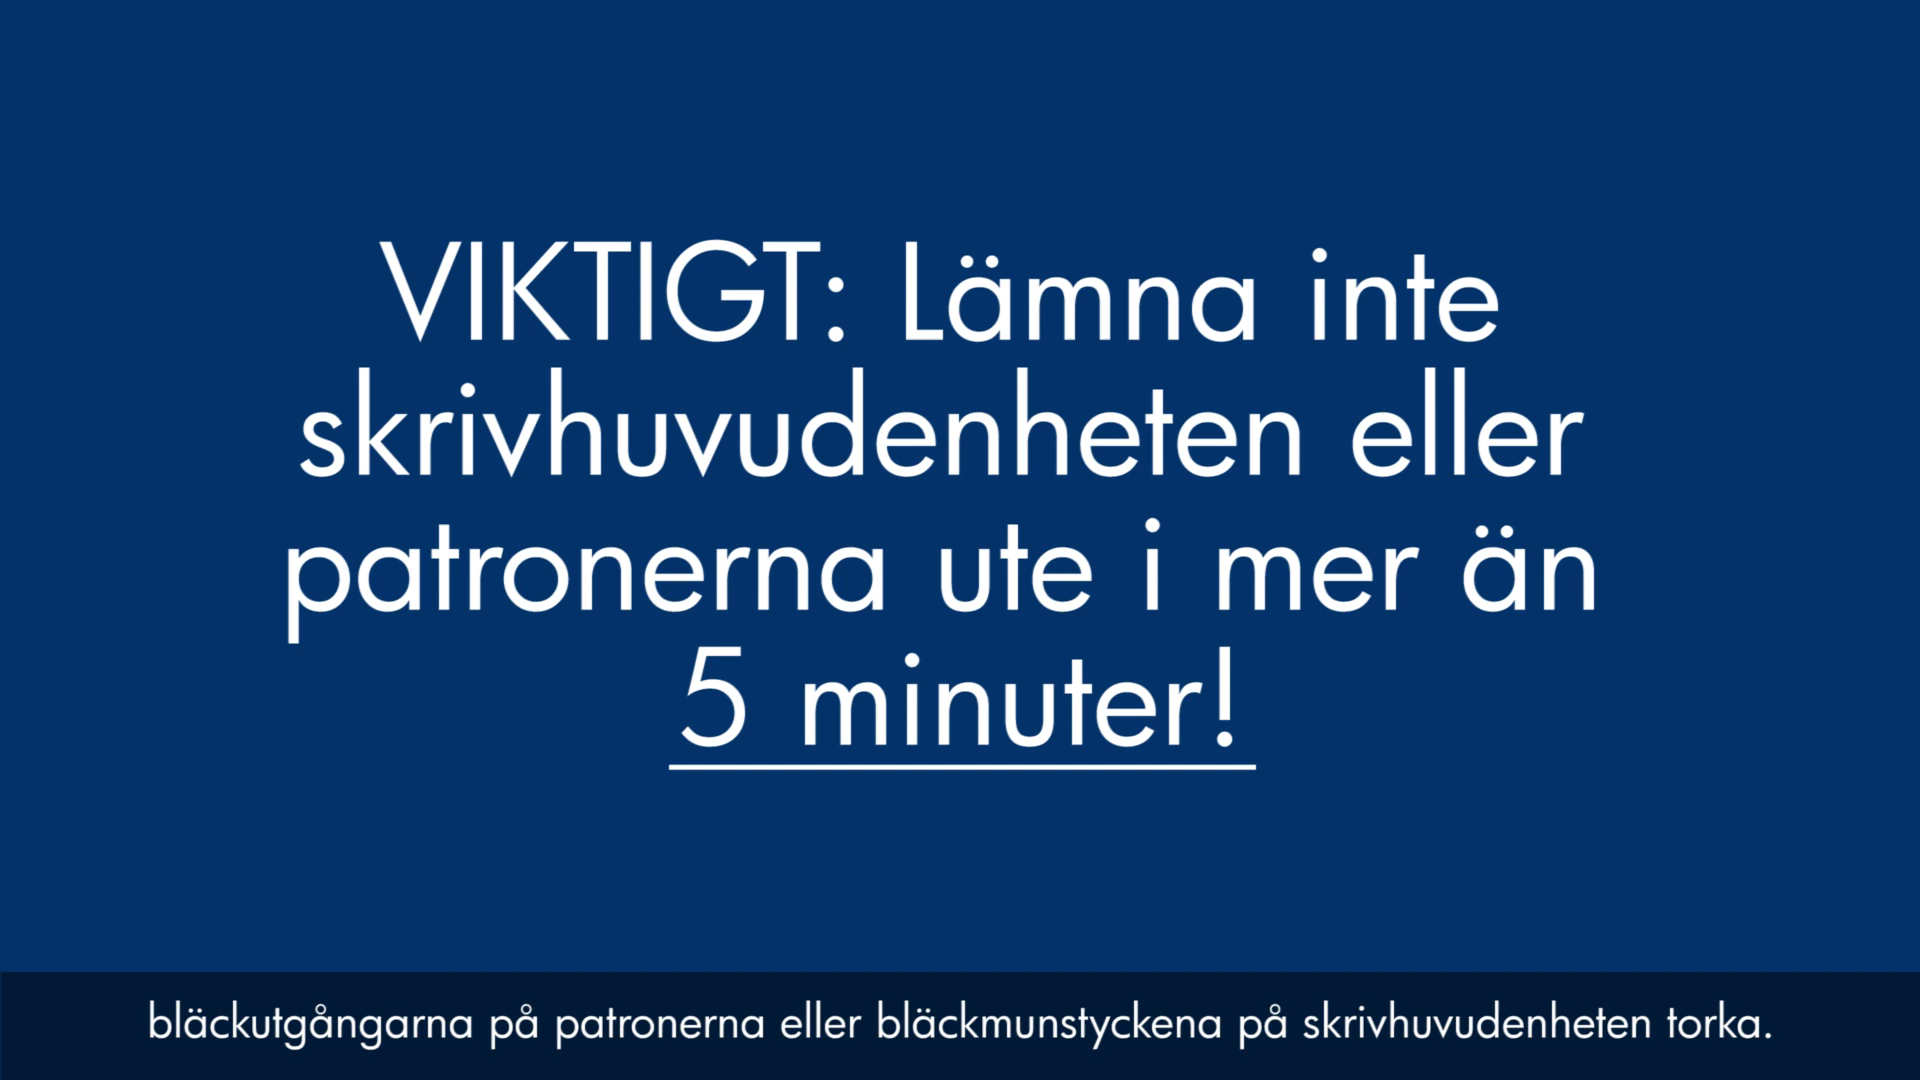 VIKTIGT: Lämna inte
skrivhuvudenheten eller
patronerna ute i mer än
5 minuter!
bläckutgångarna på patronerna eller bläckmunstyckena på skrivhuvudenheten torka.